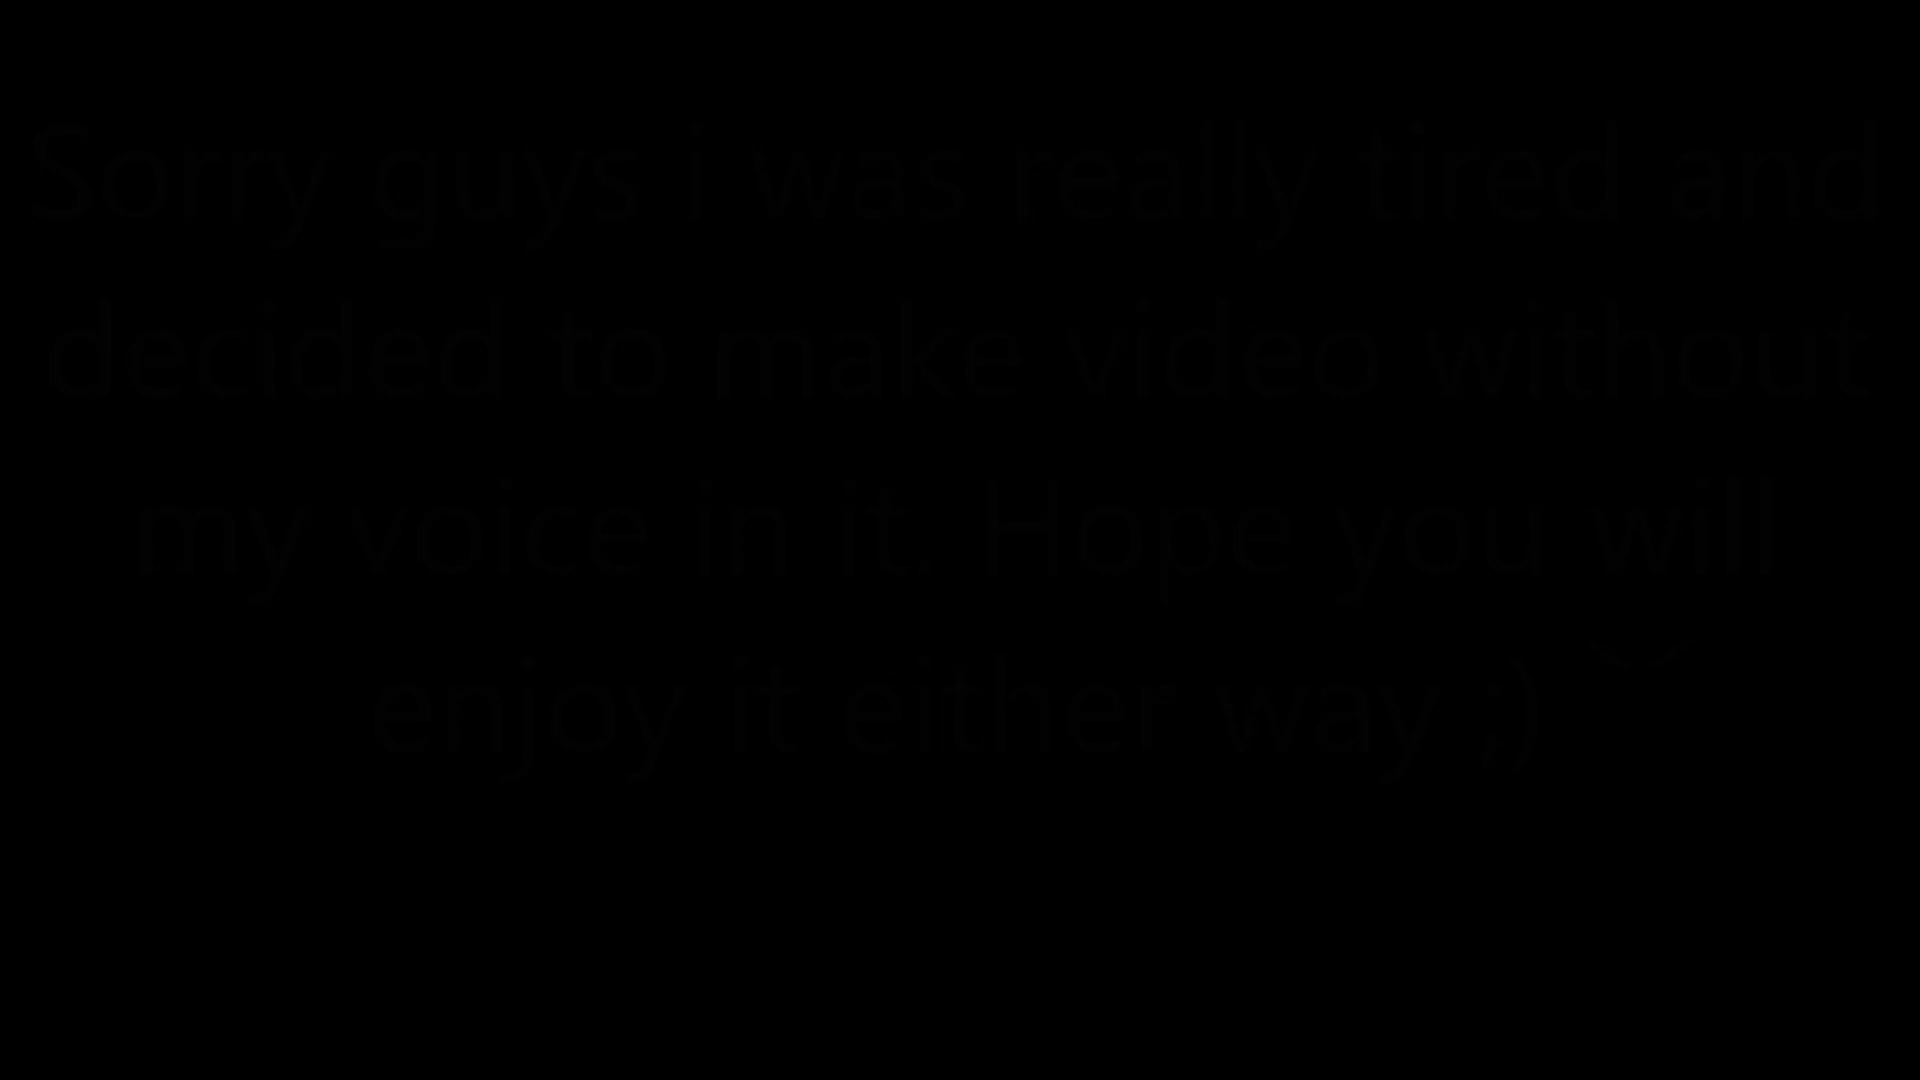 Sorry guys i was really tired and
decided to make video without
my voice in it. Hope you will
enjoy it either way ;)